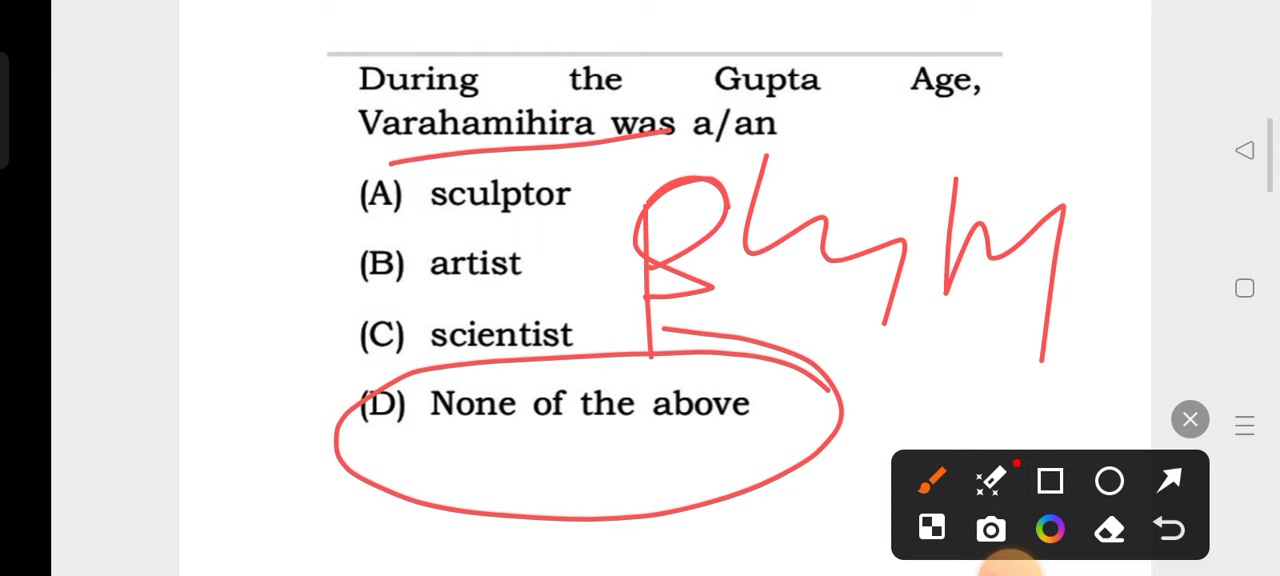 During the Gupta Age,
Varahamihira was a/an
(A) sculptor
(B) artist
(C) scientist
(D) None of the above